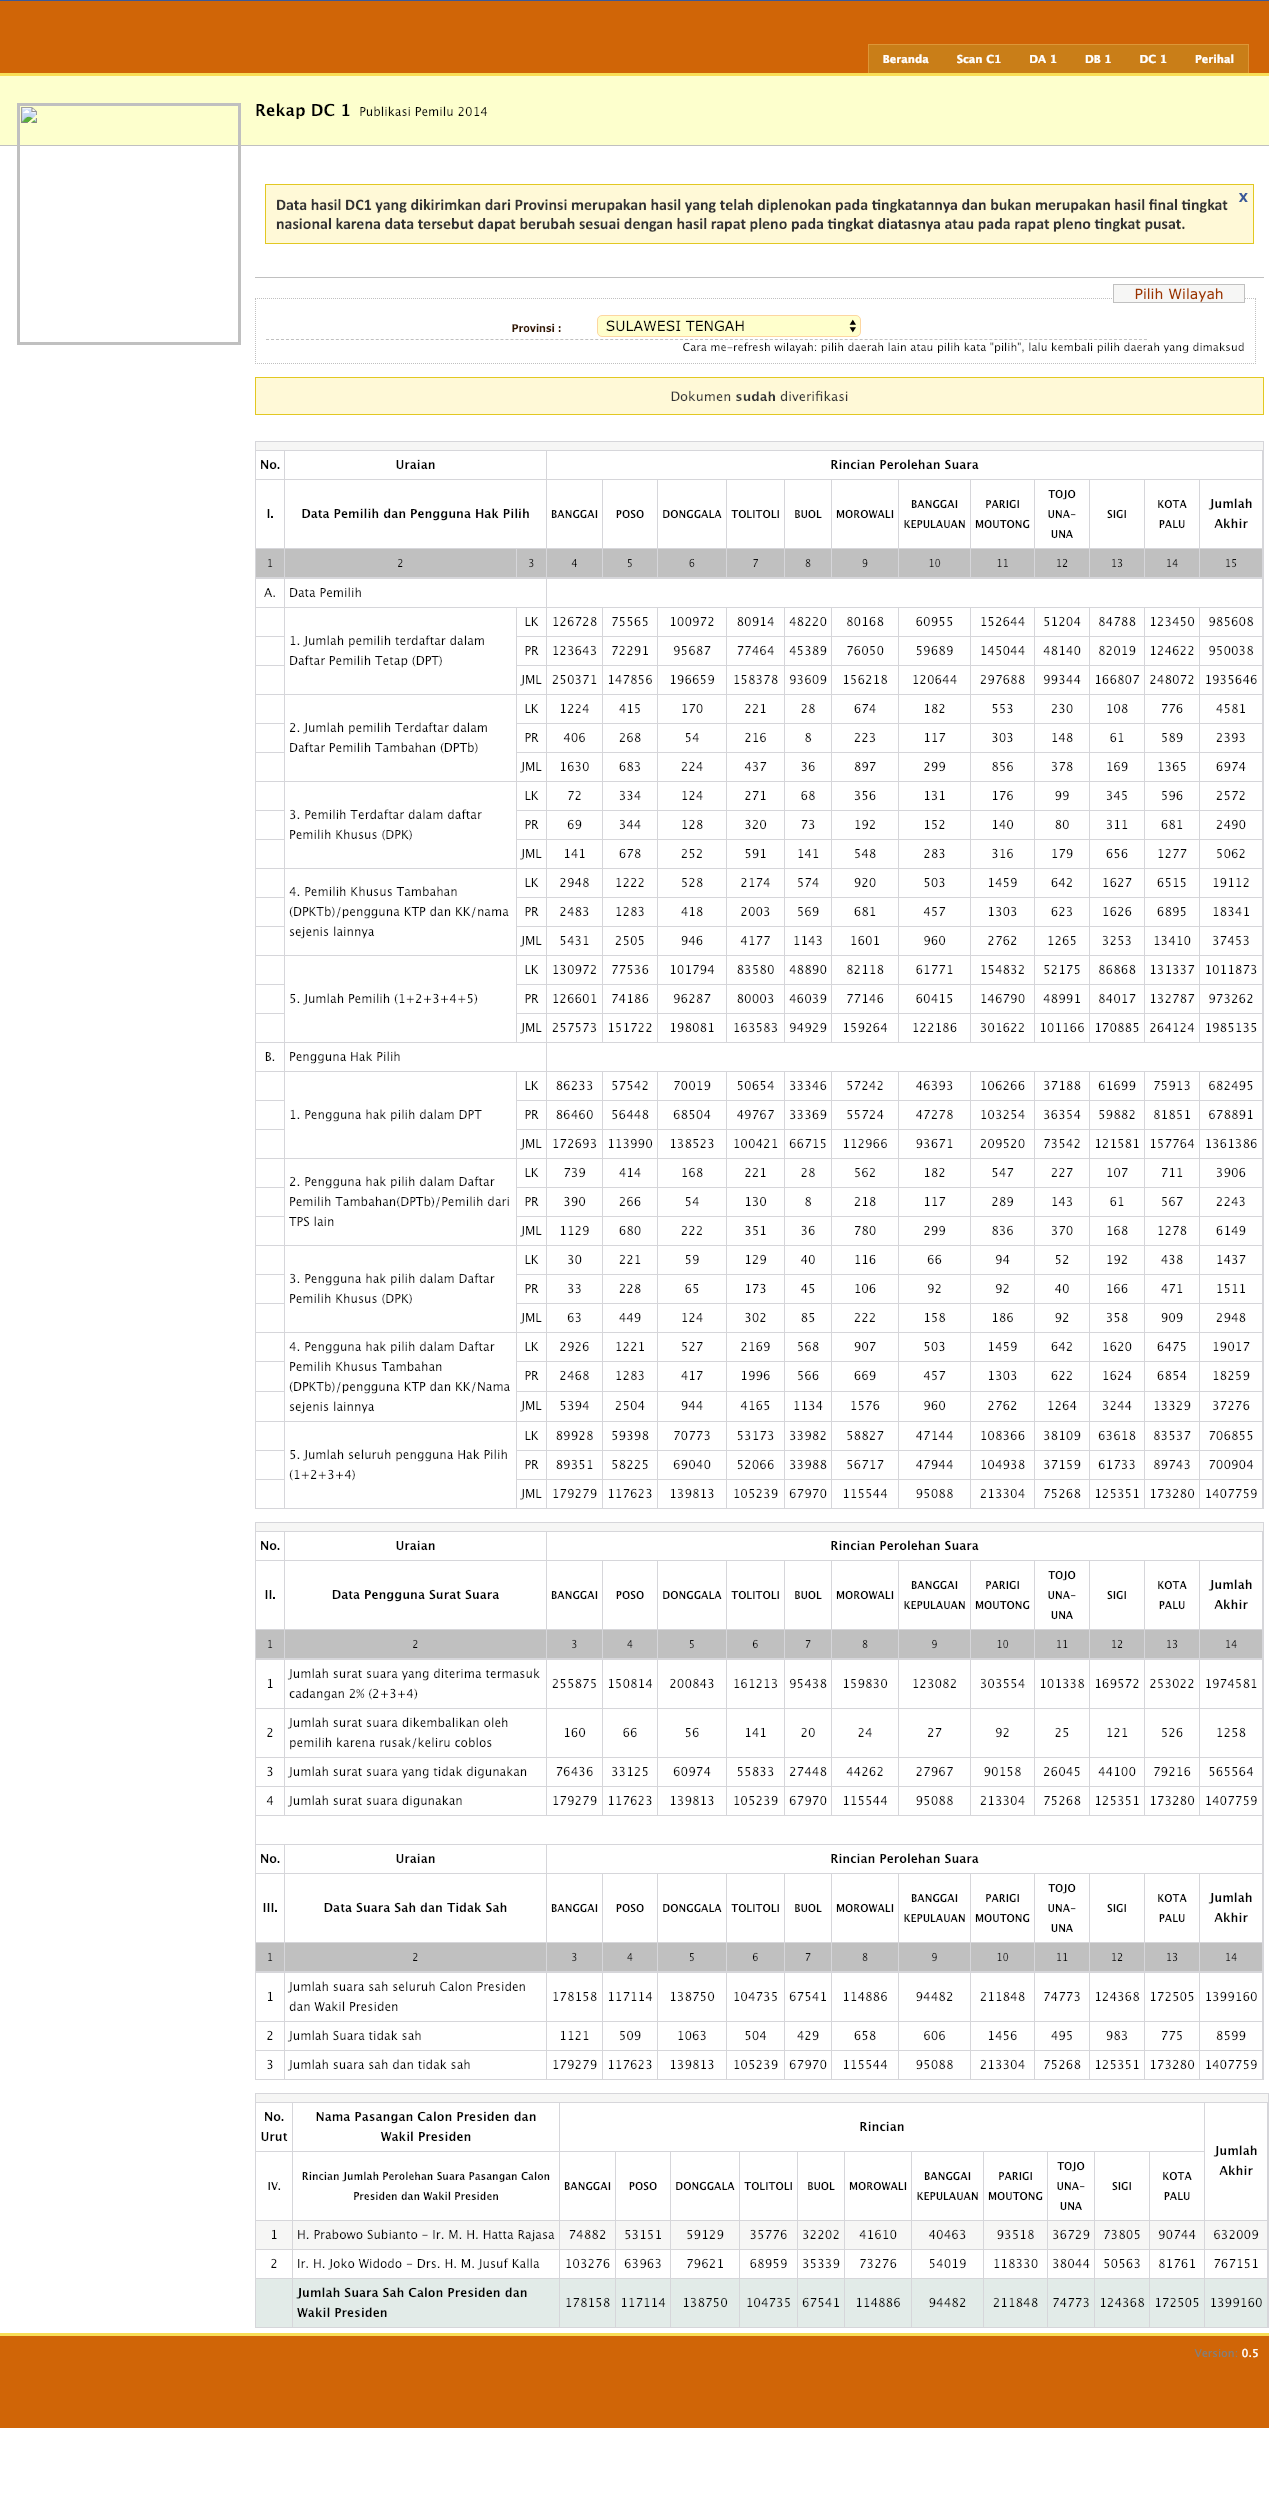 Beranda Scan C1 DA 1 DB 1 DC 1 Perihal
Rekap DC 1 Publikasi Pemilu 2014
Data hasil DC1 yang dikirimkan dari Provinsi merupakan hasil yang telah diplenokan pada tingkatannya dan bukan merupakan hasil final tingkat X
nasional karena data tersebut dapat berubah sesuai dengan hasil rapat pleno pada tingkat diatasnya atau pada rapat pleno tingkat pusat.
Pilih Wilayah
Provinsi : SULAWESI TENGAH
Cara me-refresh wilayah: pilih daerah lain atau pilih kata "pilih", lalu kembali pilih daerah yang dimaksud
Dokumen sudah diverifikasi
No. Uraian Rincian Perolehan Suara
I. Data Pemilih dan Pengguna Hak Pilih BANGGAI POSO DONGGALA TOLITOLI BUOL MOROWALI BANGGAI KEPULAUAN PARIGI MOUTONG TOJO UNA-UNA SIGI KOTA PALU Jumlah Akhir
1 2 3 4 5 6 7 8 9 10 11 12 13 14 15
A. Data Pemilih
1. Jumlah pemilih terdaftar dalam Daftar Pemilih Tetap (DPT)
LK 126728 75565 100972 80914 48220 80168 60955 152644 51204 84788 123450 985608
PR 123643 72291 95687 77464 45389 76050 59689 145044 48140 82019 124622 950038
JML 250371 147856 196659 158378 93609 156218 120644 297688 99344 166807 248072 1935646
2. Jumlah pemilih Terdaftar dalam Daftar Pemilih Tambahan (DPTb)
LK 1224 415 170 221 28 674 182 553 230 108 776 4581
PR 406 268 54 216 8 223 117 303 148 61 589 2393
JML 1630 683 224 437 36 897 299 856 378 169 1365 6974
3. Pemilih Terdaftar dalam daftar Pemilih Khusus (DPK)
LK 72 334 124 271 68 356 131 176 99 345 596 2572
PR 69 344 128 320 73 192 152 140 80 311 681 2490
JML 141 678 252 591 141 548 283 316 179 656 1277 5062
4. Pemilih Khusus Tambahan (DPKTb)/pengguna KTP dan KK/nama sejenis lainnya
LK 2948 1222 528 2174 574 920 503 1459 642 1627 6515 19112
PR 2483 1283 418 2003 569 681 457 1303 623 1626 6895 18341
JML 5431 2505 946 4177 1143 1601 960 2762 1265 3253 13410 37453
5. Jumlah Pemilih (1+2+3+4+5)
LK 130972 77536 101794 83580 48890 82118 61771 154832 52175 86868 131337 1011873
PR 126601 74186 96287 80003 46039 77146 60415 146790 48991 84017 132787 973262
JML 257573 151722 198081 163583 94929 159264 122186 301622 101166 170885 264124 1985135
B. Pengguna Hak Pilih
1. Pengguna hak pilih dalam DPT
LK 86233 57542 70019 50654 33346 57242 46393 106266 37188 61699 75913 682495
PR 86460 56448 68504 49767 33369 55724 47278 103254 36354 59882 81851 678891
JML 172693 113990 138523 100421 66715 112966 93671 209520 73542 121581 157764 1361386
2. Pengguna hak pilih dalam Daftar Pemilih Tambahan(DPTb)/Pemilih dari TPS lain
LK 739 414 168 221 28 562 182 547 227 107 711 3906
PR 390 266 54 130 8 218 117 289 143 61 567 2243
JML 1129 680 222 351 36 780 299 836 370 168 1278 6149
3. Pengguna hak pilih dalam Daftar Pemilih Khusus (DPK)
LK 30 221 59 129 40 116 66 94 52 192 438 1437
PR 33 228 65 173 45 106 92 92 40 166 471 1511
JML 63 449 124 302 85 222 158 186 92 358 909 2948
4. Pengguna hak pilih dalam Daftar Pemilih Khusus Tambahan (DPKTb)/pengguna KTP dan KK/Nama sejenis lainnya
LK 2926 1221 527 2169 568 907 503 1459 642 1620 6475 19017
PR 2468 1283 417 1996 566 669 457 1303 622 1624 6854 18259
JML 5394 2504 944 4165 1134 1576 960 2762 1264 3244 13329 37276
5. Jumlah seluruh pengguna Hak Pilih (1+2+3+4)
LK 89928 59398 70773 53173 33982 58827 47144 108366 38109 63618 83537 706855
PR 89351 58225 69040 52066 33988 56717 47944 104938 37159 61733 89743 700904
JML 179279 117623 139813 105239 67970 115544 95088 213304 75268 125351 173280 1407759
No. Uraian Rincian Perolehan Suara
II. Data Pengguna Surat Suara BANGGAI POSO DONGGALA TOLITOLI BUOL MOROWALI BANGGAI KEPULAUAN PARIGI MOUTONG TOJO UNA-UNA SIGI KOTA PALU Jumlah Akhir
1 2 3 4 5 6 7 8 9 10 11 12 13 14
1 Jumlah surat suara yang diterima termasuk cadangan 2% (2+3+4) 255875 150814 200843 161213 95438 159830 123082 303554 101338 169572 253022 1974581
2 Jumlah surat suara dikembalikan oleh pemilih karena rusak/keliru coblos 160 66 56 141 20 24 27 92 25 121 526 1258
3 Jumlah surat suara yang tidak digunakan 76436 33125 60974 55833 27448 44262 27967 90158 26045 44100 79216 565564
4 Jumlah surat suara digunakan 179279 117623 139813 105239 67970 115544 95088 213304 75268 125351 173280 1407759
No. Uraian Rincian Perolehan Suara
III. Data Suara Sah dan Tidak Sah BANGGAI POSO DONGGALA TOLITOLI BUOL MOROWALI BANGGAI KEPULAUAN PARIGI MOUTONG TOJO UNA-UNA SIGI KOTA PALU Jumlah Akhir
1 2 3 4 5 6 7 8 9 10 11 12 13 14
1 Jumlah suara sah seluruh Calon Presiden dan Wakil Presiden 178158 117114 138750 104735 67541 114886 94482 211848 74773 124368 172505 1399160
2 Jumlah Suara tidak sah 1121 509 1063 504 429 658 606 1456 495 983 775 8599
3 Jumlah suara sah dan tidak sah 179279 117623 139813 105239 67970 115544 95088 213304 75268 125351 173280 1407759
No. Urut Nama Pasangan Calon Presiden dan Wakil Presiden Rincian Jumlah Akhir
IV. Rincian Jumlah Perolehan Suara Pasangan Calon Presiden dan Wakil Presiden BANGGAI POSO DONGGALA TOLITOLI BUOL MOROWALI BANGGAI KEPULAUAN PARIGI MOUTONG TOJO UNA-UNA SIGI KOTA PALU
1 H. Prabowo Subianto - Ir. M. H. Hatta Rajasa 74882 53151 59129 35776 32202 41610 40463 93518 36729 73805 90744 632009
2 Ir. H. Joko Widodo - Drs. H. M. Jusuf Kalla 103276 63963 79621 68959 35339 73276 54019 118330 38044 50563 81761 767151
Jumlah Suara Sah Calon Presiden dan Wakil Presiden 178158 117114 138750 104735 67541 114886 94482 211848 74773 124368 172505 1399160
0.5